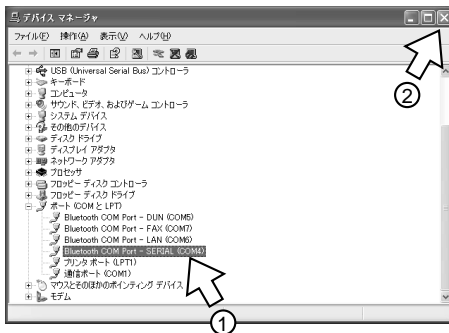 デバイス マネージャ
ファイル(F) 操作(A) 表示(V) ヘルプ(H)
USB (Universal Serial Bus) コントローラ
キーボード
コンピュータ
サウンド、ビデオ、およびゲーム コントローラ
システム デバイス
その他のデバイス
ディスク ドライブ
ディスプレイ アダプタ
ネットワーク アダプタ
プロセッサ
フロッピー ディスク コントローラ
フロッピー ディスク ドライブ
ポート (COM と LPT)
Bluetooth COM Port - DUN (COM5)
Bluetooth COM Port - FAX (COM7)
Bluetooth COM Port - LAN (COM6)
Bluetooth COM Port - SERIAL (COM4)
プリンタ ポート (LPT1)
通信ポート (COM1)
マウスとそのほかのポインティング デバイス
モデム
②
①